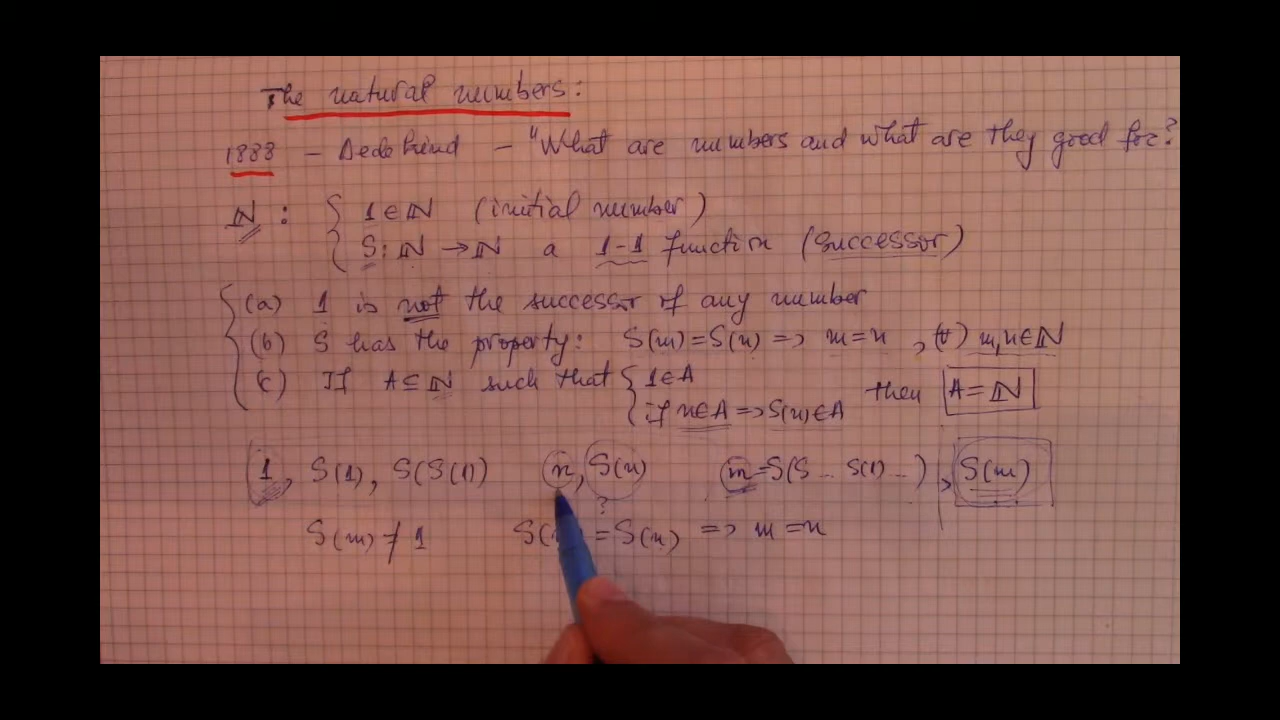 The natural numbers:
1888 – Dedekind – "What are numbers and what are they good for?
ℕ : { 1 ∈ ℕ (initial number)
S: ℕ → ℕ a 1-1 function (successor)
(a) 1 is not the successor of any number
(b) S has the property: S(m) = S(n) => m = n , (∀) m, n ∈ ℕ
(c) If A ⊆ ℕ such that { 1 ∈ A
if n ∈ A => S(n) ∈ A then A = ℕ
1, S(1), S(S(1)) n, S(n) m = S(S ... S(1) ... ) , S(m)
S(m) ≠ 1 S( ?= S(n) => m = n